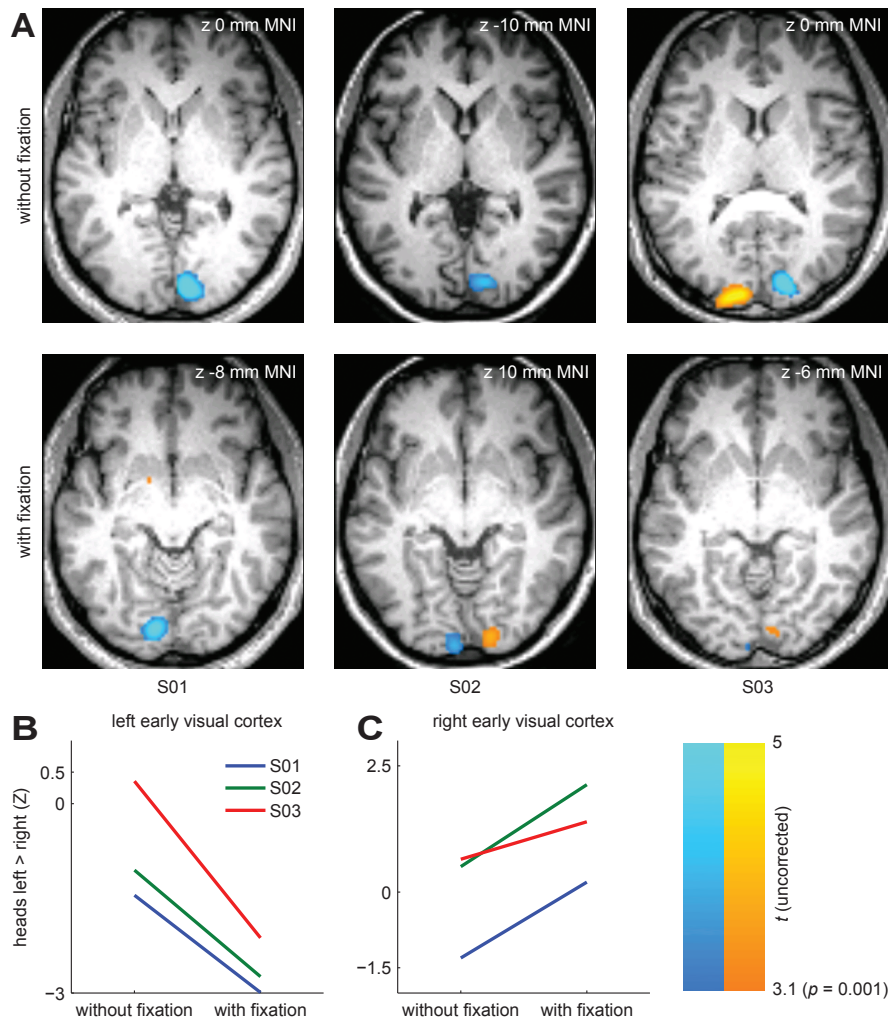 A
z 0 mm MNI
z -10 mm MNI
z 0 mm MNI
without fixation
z -8 mm MNI
z 10 mm MNI
z -6 mm MNI
with fixation
S01
S02
S03
B
left early visual cortex
0.5
0
−3
heads left > right (Z)
S01
S02
S03
without fixation
with fixation
C
right early visual cortex
2.5
0
−1.5
without fixation
with fixation
5
t (uncorrected)
3.1 (p = 0.001)